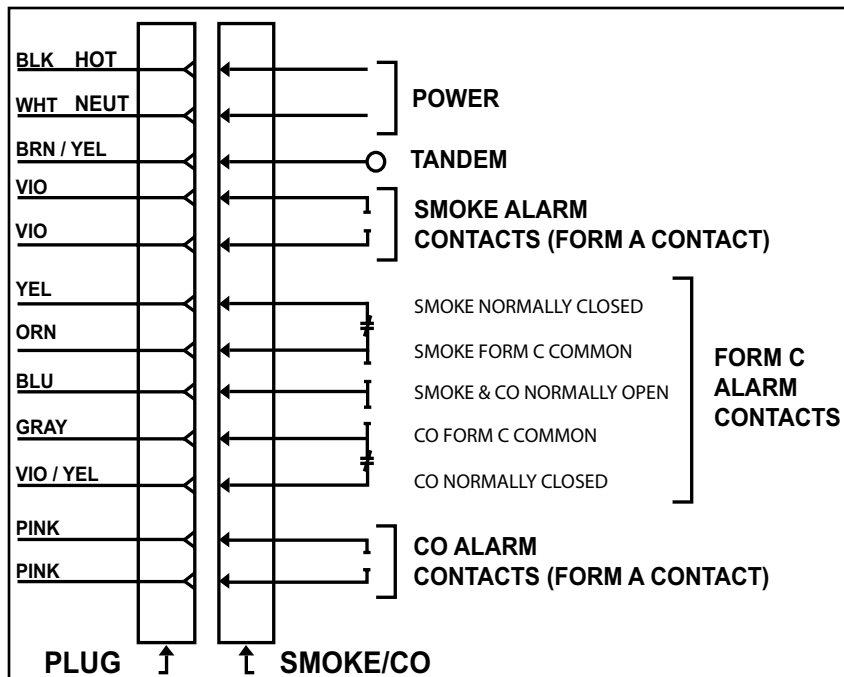 BLK HOT
WHT NEUT
POWER
BRN / YEL
TANDEM
VIO
VIO
SMOKE ALARM
CONTACTS (FORM A CONTACT)
YEL
SMOKE NORMALLY CLOSED
ORN
SMOKE FORM C COMMON
BLU
SMOKE & CO NORMALLY OPEN
GRAY
CO FORM C COMMON
VIO / YEL
CO NORMALLY CLOSED
FORM C
ALARM
CONTACTS
PINK
PINK
CO ALARM
CONTACTS (FORM A CONTACT)
PLUG
SMOKE/CO